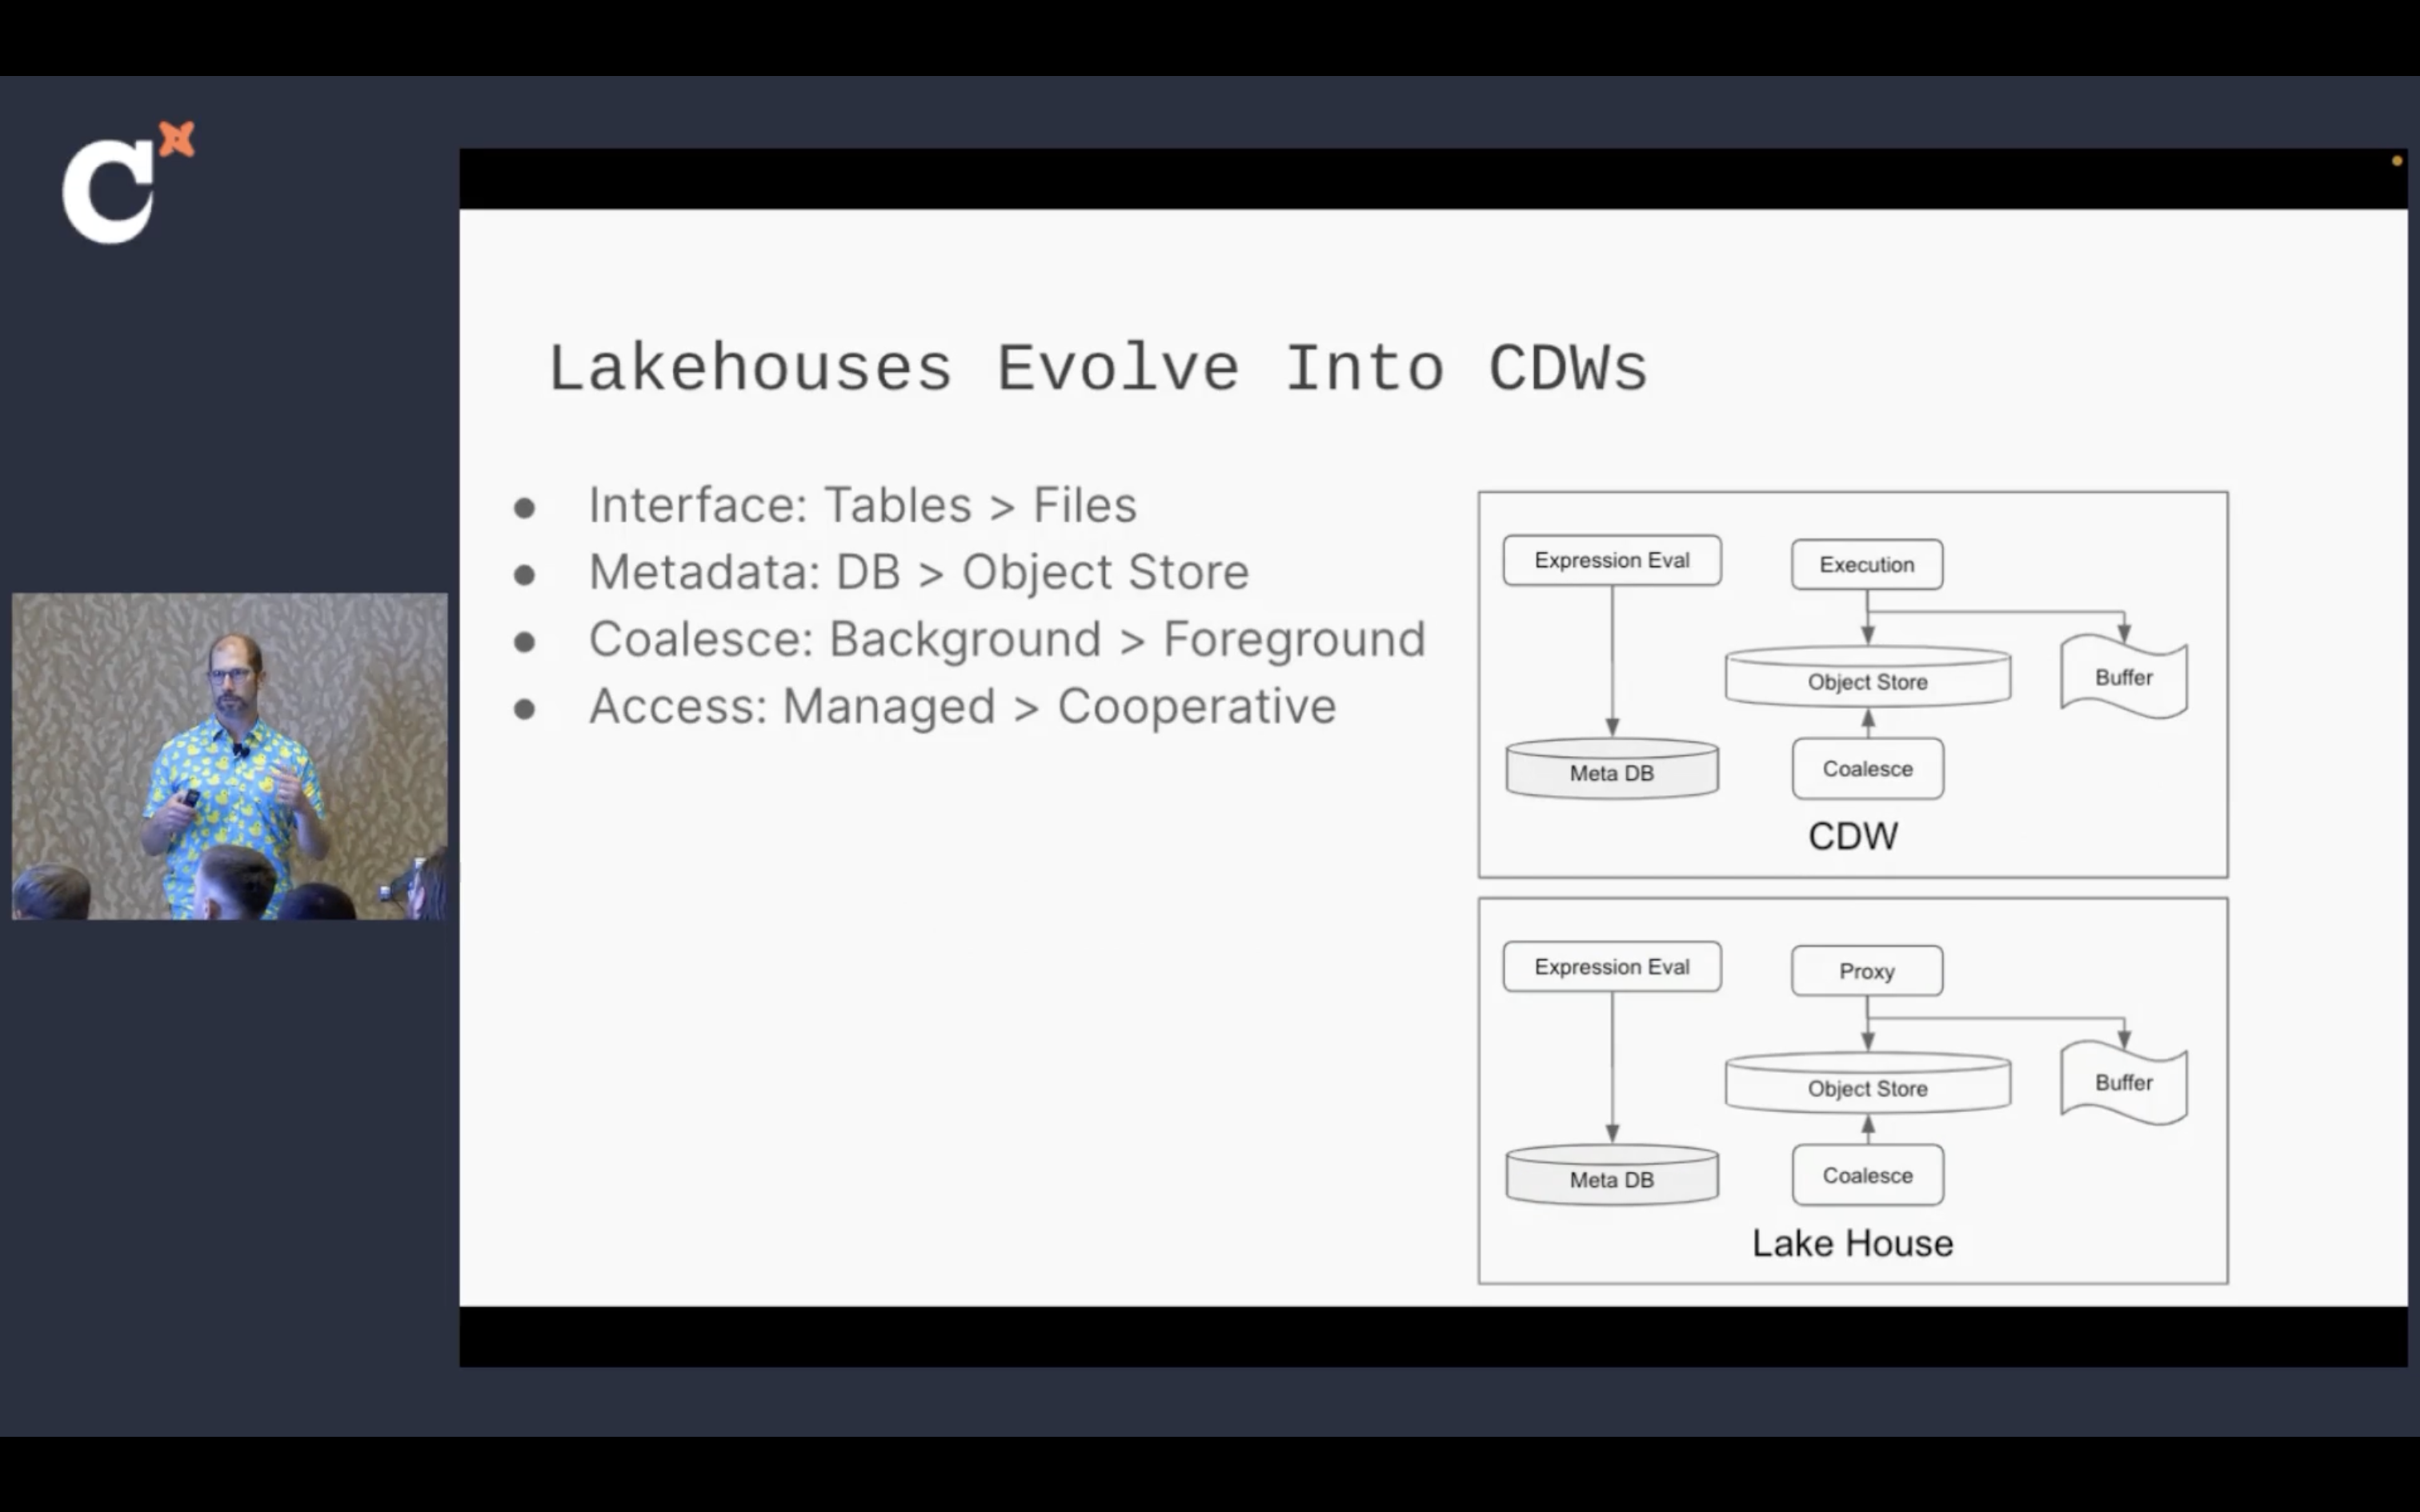 C
Lakehouses Evolve Into CDWs
● Interface: Tables > Files
● Metadata: DB > Object Store
● Coalesce: Background > Foreground
● Access: Managed > Cooperative
Expression Eval
Execution
Object Store
Buffer
Meta DB
Coalesce
CDW
Expression Eval
Proxy
Object Store
Buffer
Meta DB
Coalesce
Lake House